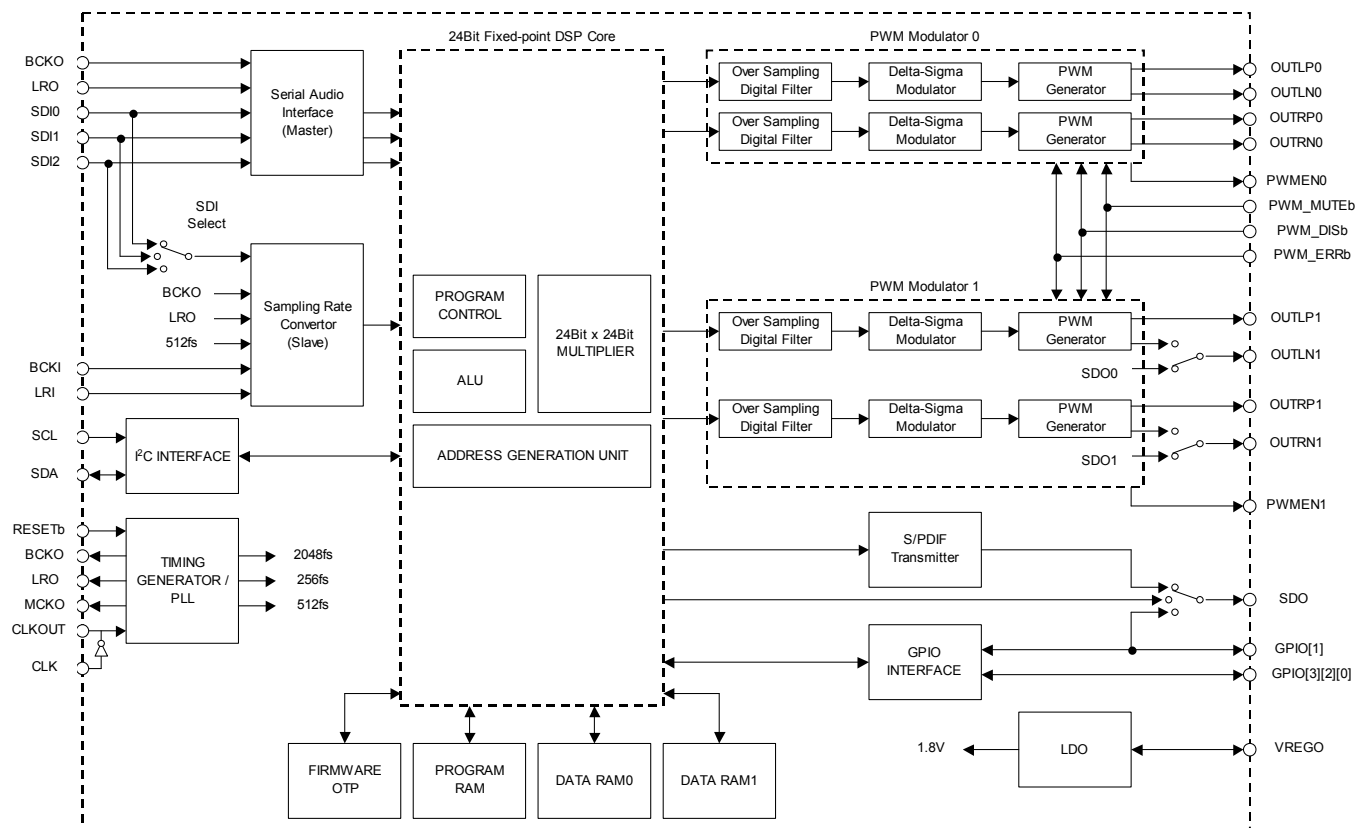 24Bit Fixed-point DSP Core
PWM Modulator 0
BCKO
LRO
SDI0
SDI1
SDI2
Serial Audio
Interface
(Master)
Over Sampling
Digital Filter
Delta-Sigma
Modulator
PWM
Generator
Over Sampling
Digital Filter
Delta-Sigma
Modulator
PWM
Generator
OUTLP0
OUTLN0
OUTRP0
OUTRN0
PWMEN0
PWM_MUTEb
PWM_DISb
PWM_ERRb
SDI
Select
BCKO
LRO
512fs
Sampling Rate
Convertor
(Slave)
BCKI
LRI
PROGRAM
CONTROL
ALU
24Bit x 24Bit
MULTIPLIER
ADDRESS GENERATION UNIT
PWM Modulator 1
Over Sampling
Digital Filter
Delta-Sigma
Modulator
PWM
Generator
SDO0
Over Sampling
Digital Filter
Delta-Sigma
Modulator
PWM
Generator
SDO1
OUTLP1
OUTLN1
OUTRP1
OUTRN1
PWMEN1
SCL
SDA
I²C INTERFACE
RESETb
BCKO
LRO
MCKO
CLKOUT
CLK
TIMING
GENERATOR /
PLL
2048fs
256fs
512fs
S/PDIF
Transmitter
SDO
GPIO
INTERFACE
GPIO[1]
GPIO[3][2][0]
FIRMWARE
OTP
PROGRAM
RAM
DATA RAM0
DATA RAM1
1.8V
LDO
VREGO